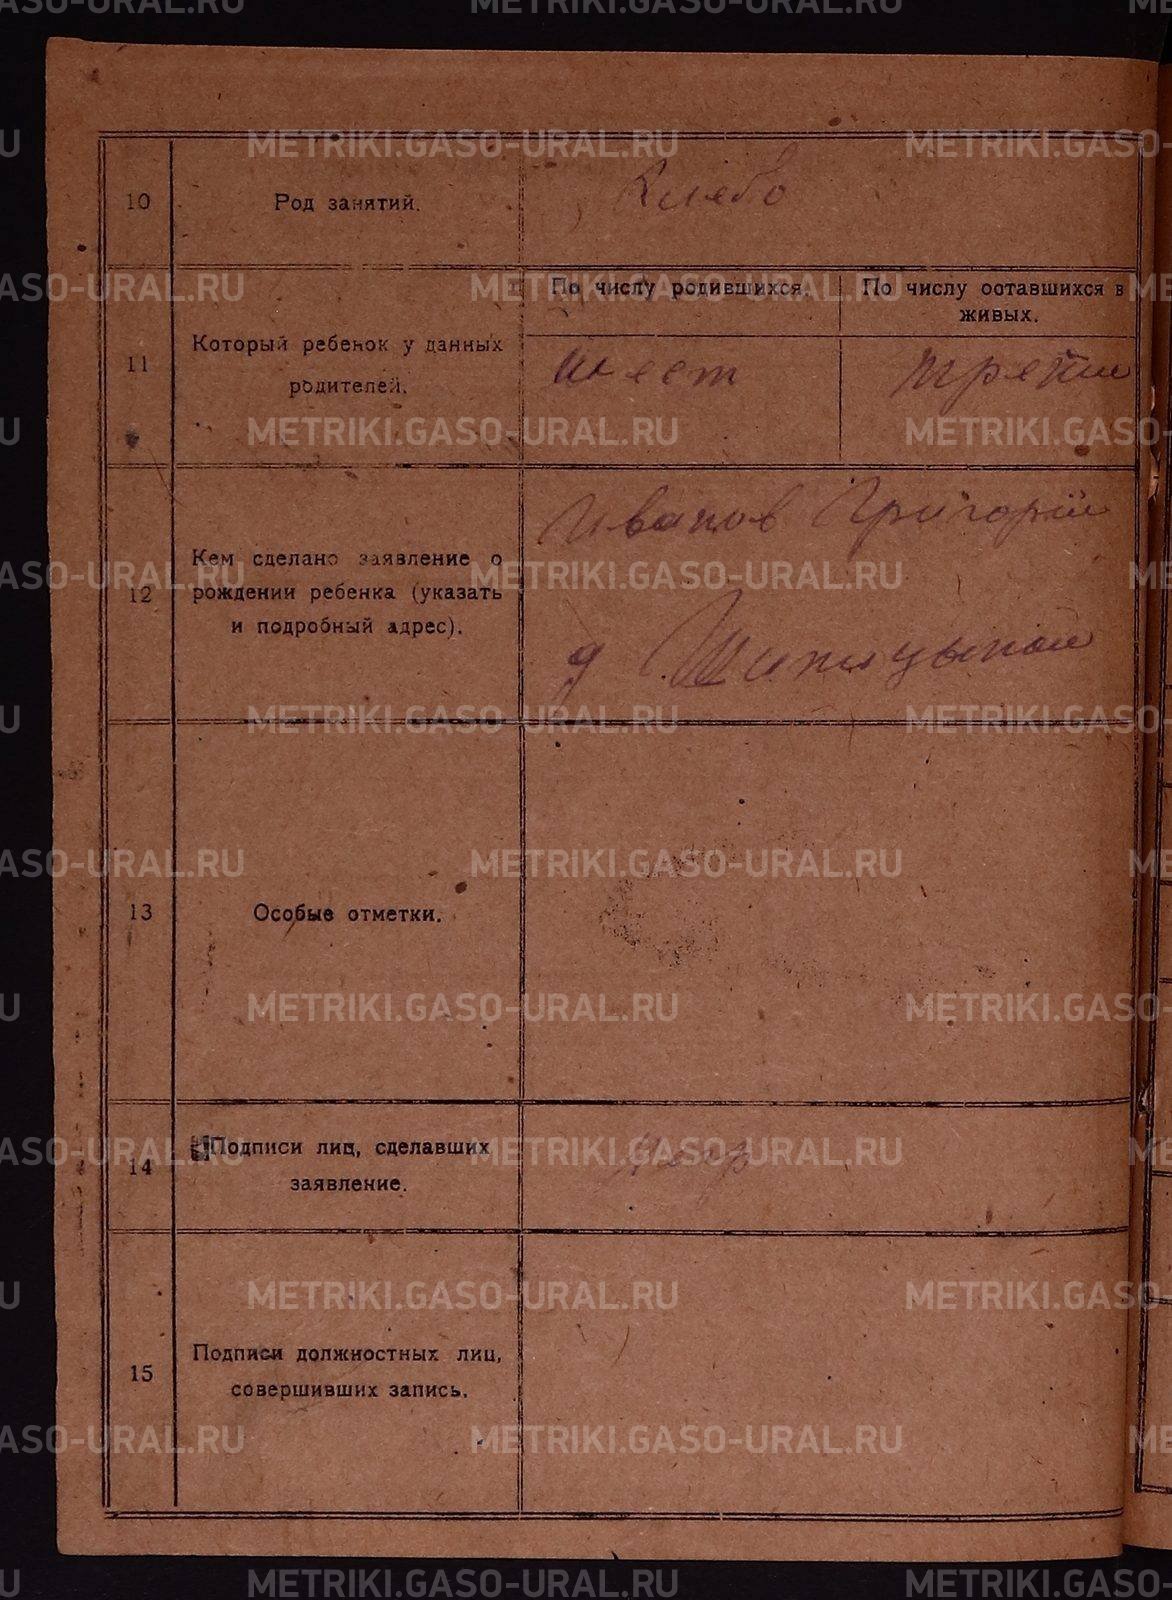 METRIKI.GASO-URAL.RU
10
Род занятий.
Хлебо
11
Который ребенок у данных
родителей.
По числу родившихся.
По числу оставшихся в
живых.
шест
третий
12
Кем сделано заявление о
рождении ребенка (указать
и подробный адрес).
Иванов Григорий
д. Шипицыной
13
Особые отметки.
14
Подписи лиц, сделавших
заявление.
15
Подписи должностных лиц,
совершивших запись.